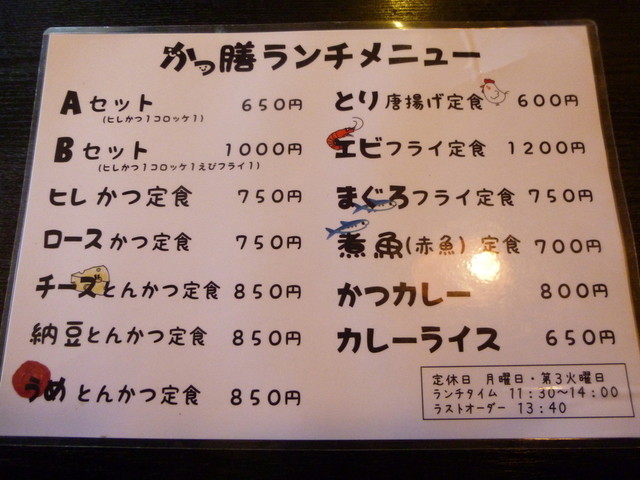 かつ膳ランチメニュー
Aセット 650円
(ヒレかつ1コロッケ1)
Bセット 1000円
(ヒレかつ1コロッケ1えびフライ1)
ヒレかつ定食 750円
ロースかつ定食 750円
チーズとんかつ定食 850円
納豆とんかつ定食 850円
うめとんかつ定食 850円
とり唐揚げ定食 600円
エビフライ定食 1200円
まぐろフライ定食 750円
煮魚(赤魚)定食 700円
かつカレー 800円
カレーライス 650円
定休日 月曜日・第3火曜日
ランチタイム 11:30〜14:00
ラストオーダー 13:40